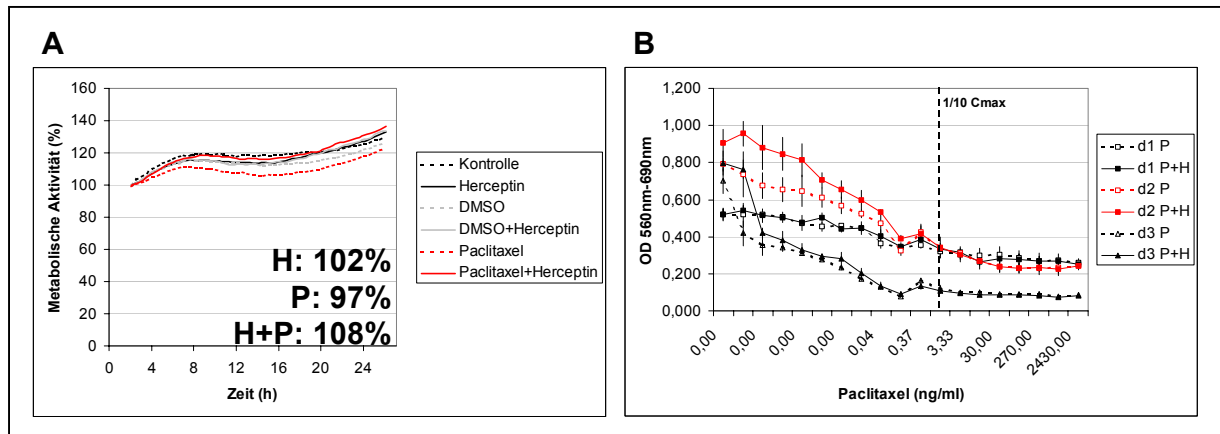 A
Metabolische Aktivität (%)
160
140
120
100
80
60
40
20
0
0
4
8
12
16
20
24
Zeit (h)
H: 102%
P: 97%
H+P: 108%
Kontrolle
Herceptin
DMSO
DMSO+Herceptin
Paclitaxel
Paclitaxel+Herceptin
B
OD 560nm-690nm
1,200
1,000
0,800
0,600
0,400
0,200
0,000
1/10 Cmax
0,00
0,00
0,00
0,00
0,04
0,37
3,33
30,00
270,00
2430,00
Paclitaxel (ng/ml)
d1 P
d1 P+H
d2 P
d2 P+H
d3 P
d3 P+H